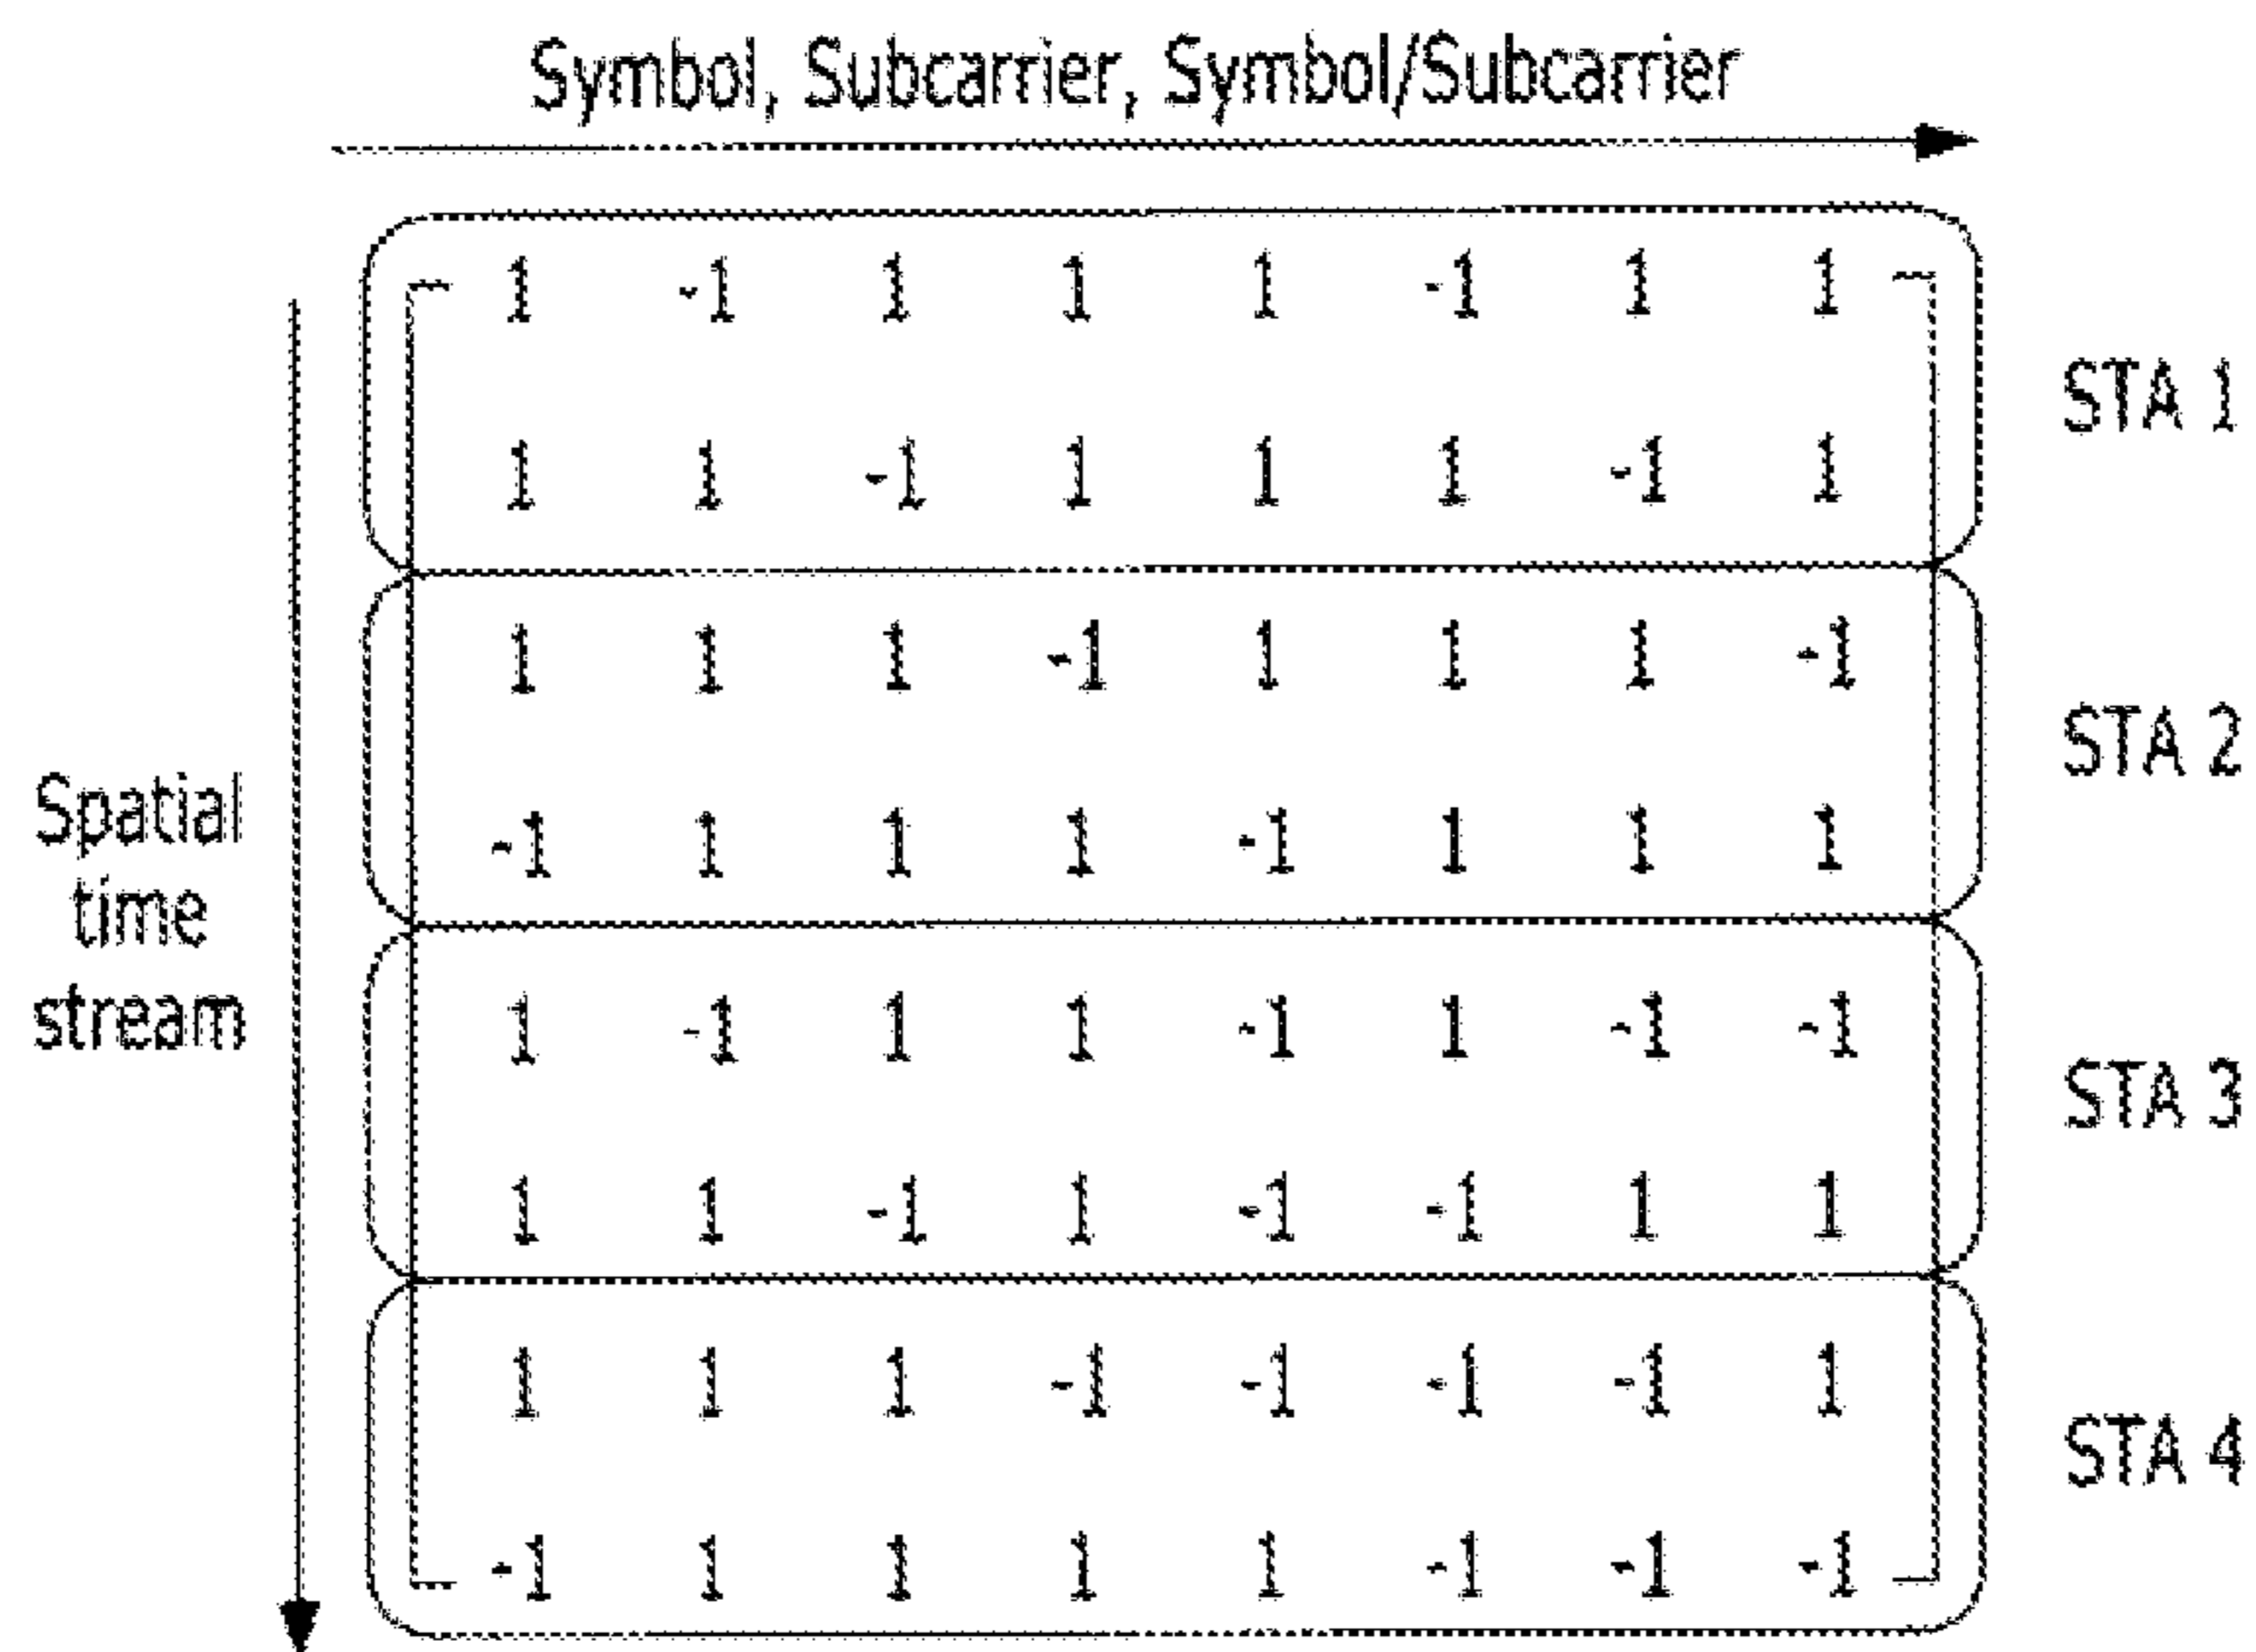 Symbol, Subcarrier, Symbol/Subcarrier
1 -1 1 1 1 -1 1 1
STA 1
1 1 -1 1 1 1 -1 1
1 1 1 -1 1 1 1 -1
STA 2
-1 1 1 1 -1 1 1 1
Spatial
time
stream
1 -1 1 1 -1 1 -1 -1
STA 3
1 1 -1 1 -1 -1 1 1
1 1 1 -1 -1 -1 -1 1
STA 4
-1 1 1 1 1 -1 -1 -1